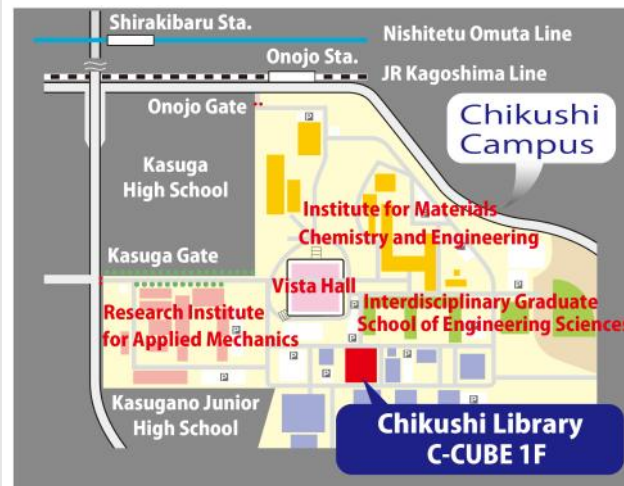 Shirakibaru Sta.
Nishitetu Omuta Line
Onojo Sta.
JR Kagoshima Line
Onojo Gate
Chikushi
Campus
P
Kasuga
High School
Institute for Materials
Chemistry and Engineering
P
Kasuga Gate
Vista Hall
P
P
Research Institute
for Applied Mechanics
Interdisciplinary Graduate
School of Engineering Sciences
P
P
P
P
P
P
P
Kasugano Junior
High School
Chikushi Library
C-CUBE 1F